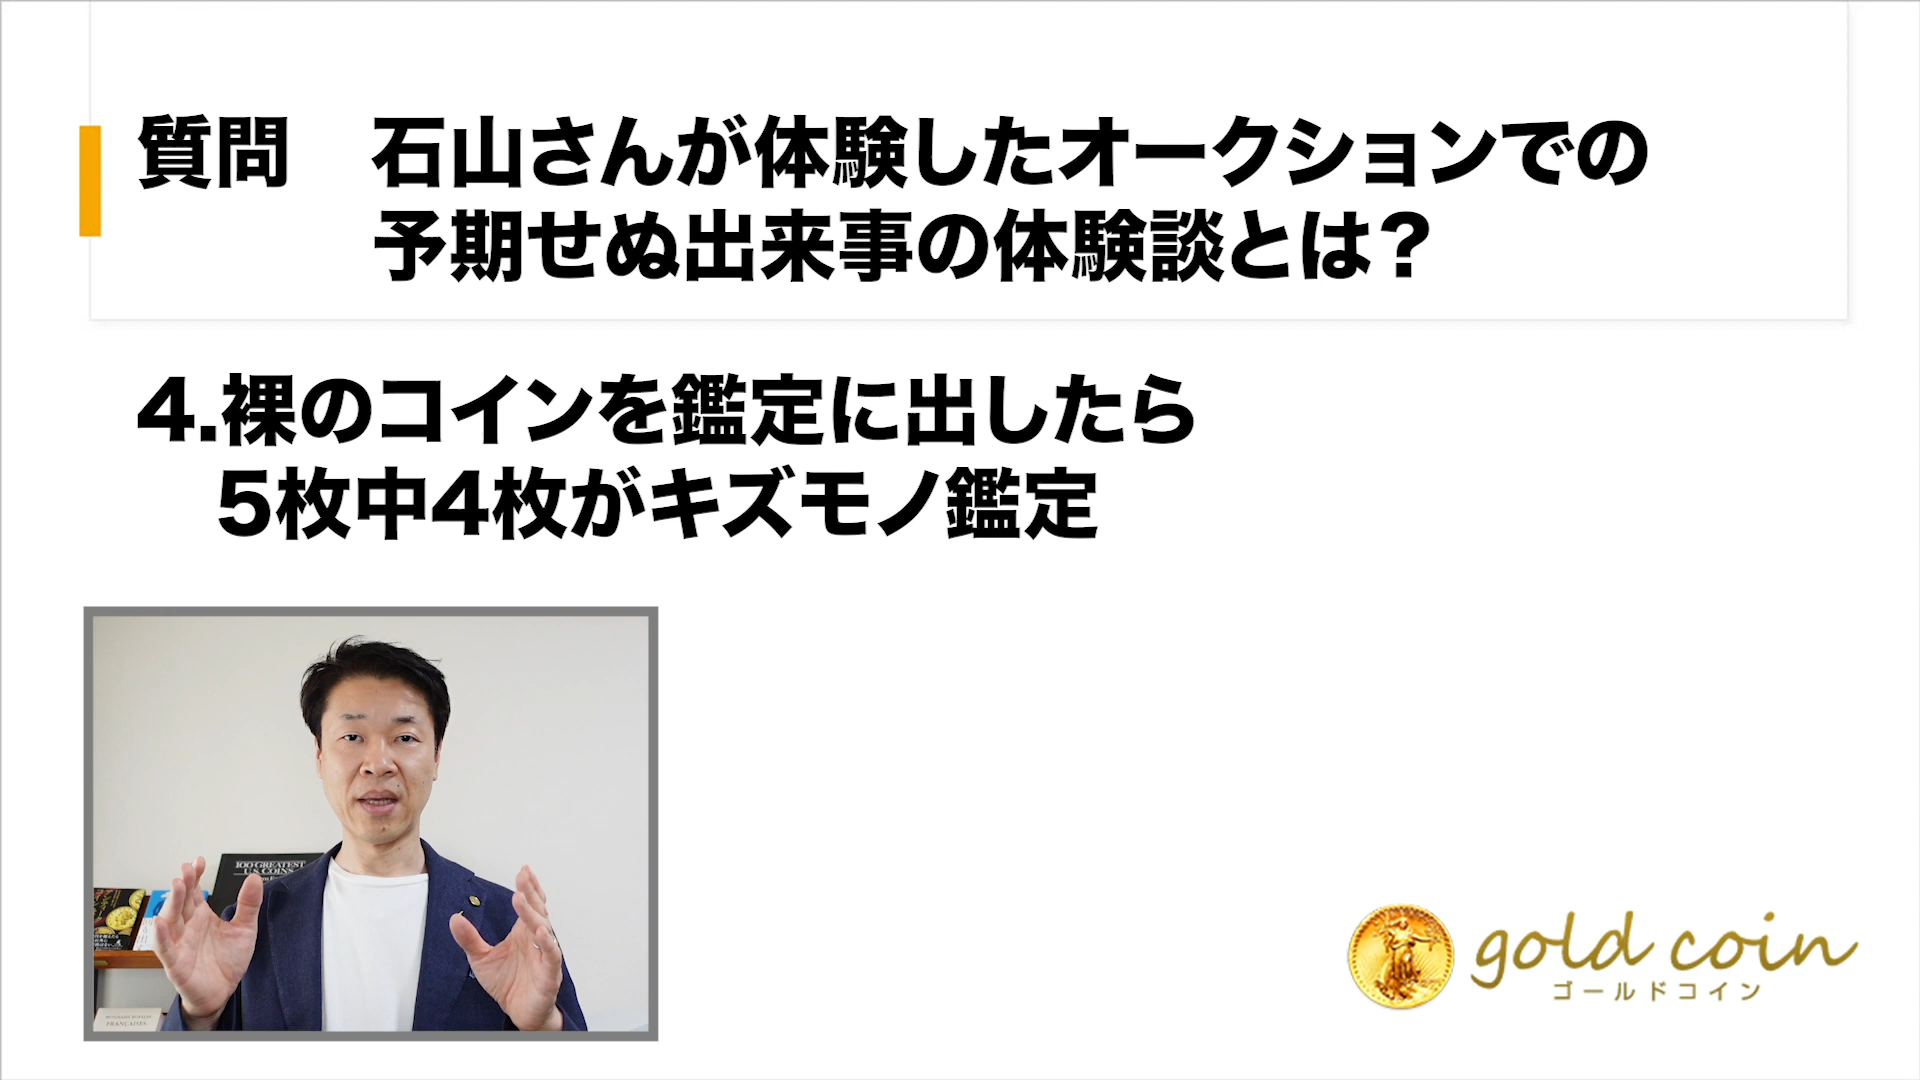 質問　石山さんが体験したオークションでの
予期せぬ出来事の体験談とは？
4.裸のコインを鑑定に出したら
5枚中4枚がキズモノ鑑定
100 GREATEST
U.S. COINS
FRANÇAISES
gold coin
ゴールドコイン